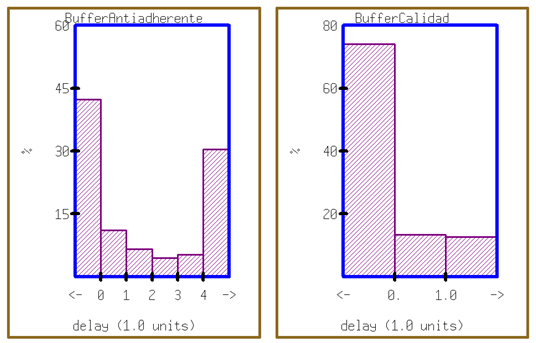 BufferAntiadherente
60
45
30
15
%
<- 0 1 2 3 4 ->
delay (1.0 units)
BufferCalidad
80
60
40
20
%
<- 0. 1.0 ->
delay (1.0 units)